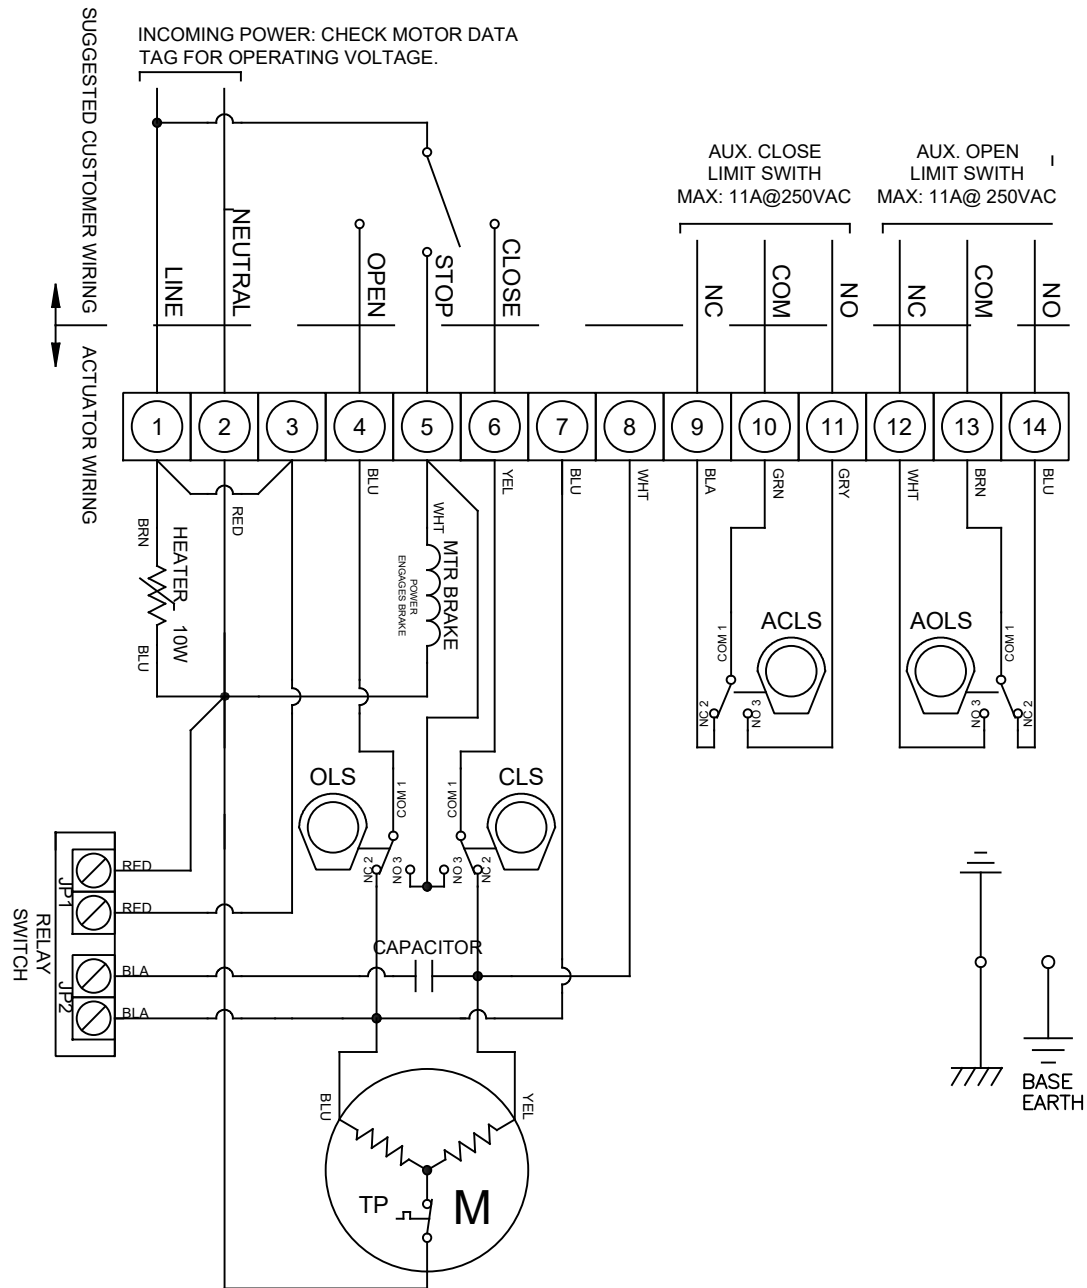 INCOMING POWER: CHECK MOTOR DATA
TAG FOR OPERATING VOLTAGE.
SUGGESTED CUSTOMER WIRING
ACTUATOR WIRING
AUX. CLOSE
LIMIT SWITH
MAX: 11A@250VAC
AUX. OPEN
LIMIT SWITH
MAX: 11A@ 250VAC
LINE
NEUTRAL
OPEN
STOP
CLOSE
NC
COM
NO
NC
COM
NO
1
2
3
4
5
6
7
8
9
10
11
12
13
14
BRN
RED
BLU
WHT
YEL
BLU
WHT
BLA
GRN
GRY
WHT
BRN
BLU
HEATER 10W
BLU
MTR BRAKE
POWER
ENGAGES BRAKE
COM 1
ACLS
NC 2
NO 3
AOLS
COM 1
NO 3
NC 2
OLS
COM 1
NC 2
NO 3
COM 1
CLS
NO 3
NC 2
RELAY
SWITCH
JP1
RED
RED
JP2
BLA
BLA
CAPACITOR
BLU
YEL
TP
M
BASE
EARTH